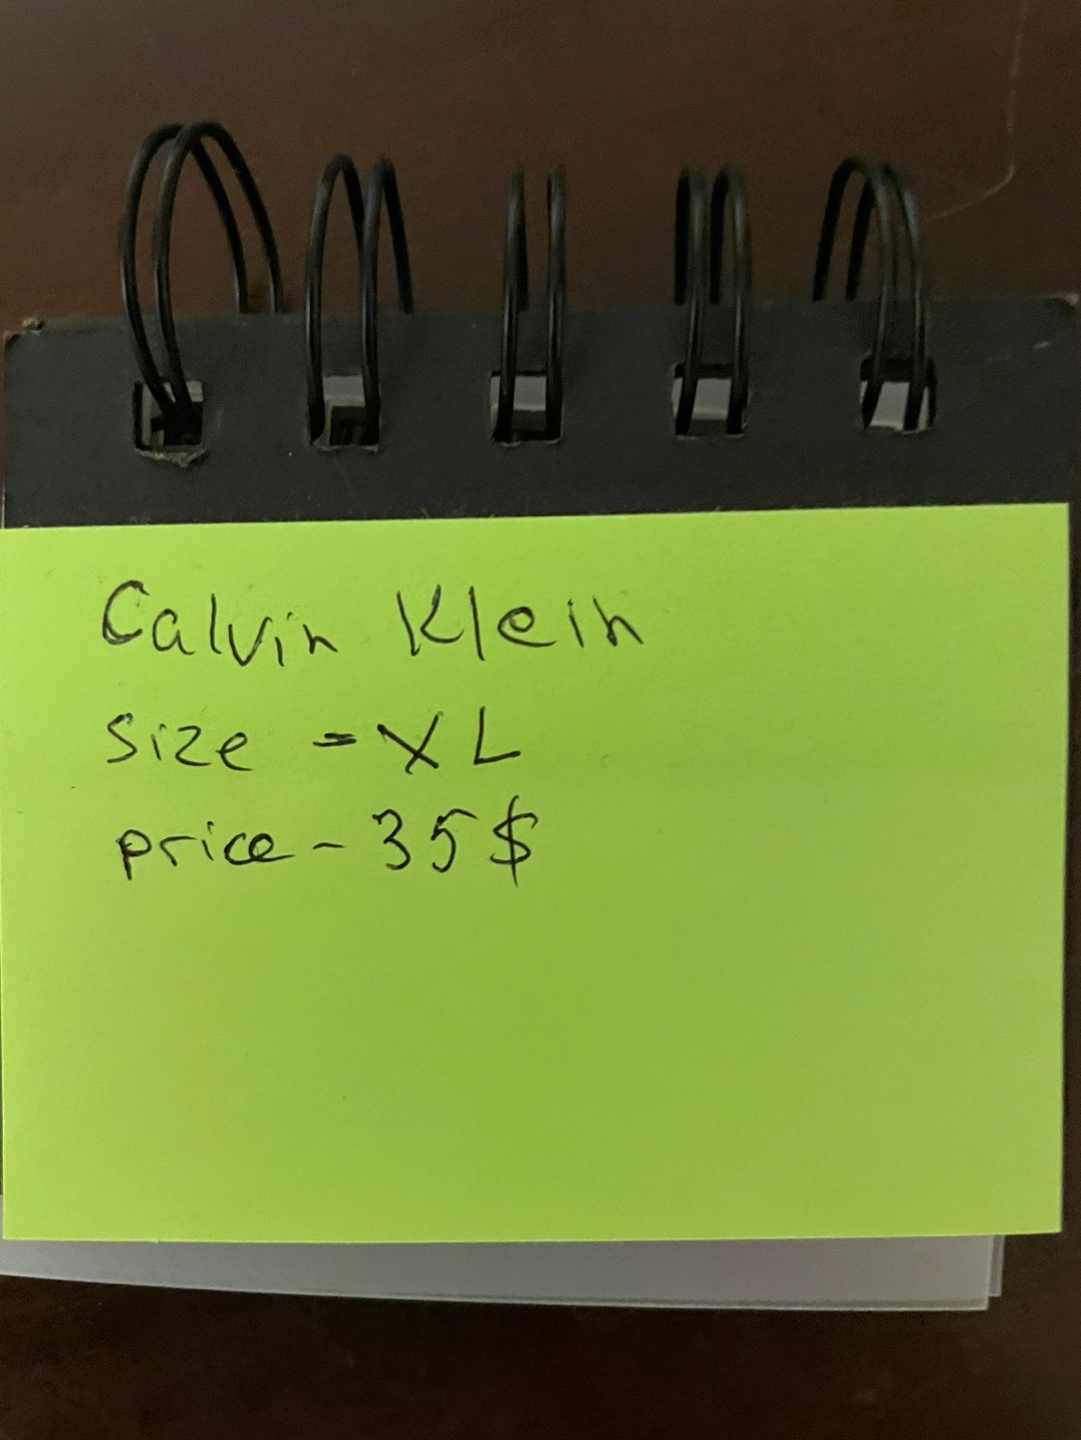 Calvin Klein
size = XL
price - 35$